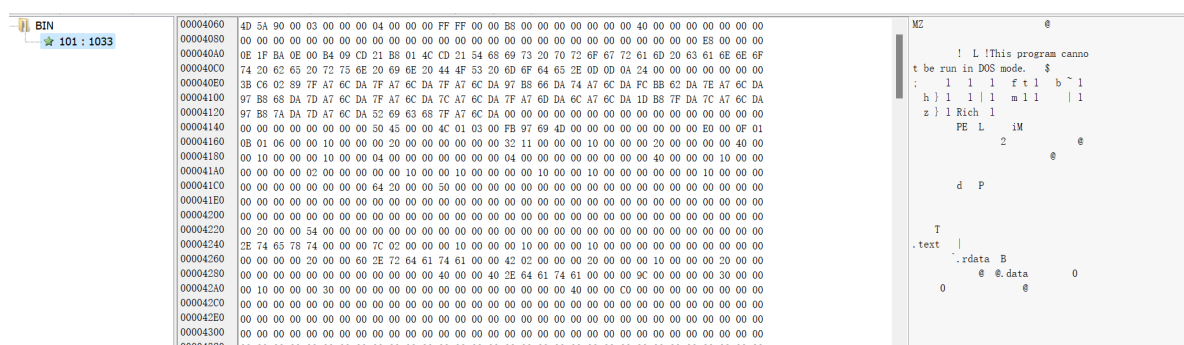 BIN
101 : 1033
00004060 4D 5A 90 00 03 00 00 00 04 00 00 00 FF FF 00 00 B8 00 00 00 00 00 00 00 40 00 00 00 00 00 00 00 MZ @
00004080 00 00 00 00 00 00 00 00 00 00 00 00 00 00 00 00 00 00 00 00 00 00 00 00 00 00 00 00 E8 00 00 00
000040A0 0E 1F BA 0E 00 B4 09 CD 21 B8 01 4C CD 21 54 68 69 73 20 70 72 6F 67 72 61 6D 20 63 61 6E 6E 6F ! L !This program canno
000040C0 74 20 62 65 20 72 75 6E 20 69 6E 20 44 4F 53 20 6D 6F 64 65 2E 0D 0D 0A 24 00 00 00 00 00 00 00 t be run in DOS mode. $
000040E0 3B C6 02 89 7F A7 6C DA 7F A7 6C DA 7F A7 6C DA 97 B8 66 DA 74 A7 6C DA FC BB 62 DA 7E A7 6C DA ; l l l f t l b ~ l
00004100 97 B8 68 DA 7D A7 6C DA 7F A7 6C DA 7C A7 6C DA 7F A7 6D DA 6C A7 6C DA 1D B8 7F DA 7C A7 6C DA h } l l | l m l l | l
00004120 97 B8 7A DA 7D A7 6C DA 52 69 63 68 7F A7 6C DA 00 00 00 00 00 00 00 00 00 00 00 00 00 00 00 00 z } l Rich l
00004140 00 00 00 00 00 00 00 00 50 45 00 00 4C 01 03 00 FB 97 69 4D 00 00 00 00 00 00 00 00 E0 00 0F 01 PE L iM
00004160 0B 01 06 00 00 10 00 00 00 20 00 00 00 00 00 00 32 11 00 00 00 10 00 00 00 20 00 00 00 00 40 00 2 @
00004180 00 10 00 00 00 10 00 00 04 00 00 00 00 00 00 00 04 00 00 00 00 00 00 00 00 40 00 00 00 10 00 00 @
000041A0 00 00 00 00 02 00 00 00 00 00 10 00 00 10 00 00 00 00 10 00 00 10 00 00 00 00 00 00 10 00 00 00
000041C0 00 00 00 00 00 00 00 00 64 20 00 00 50 00 00 00 00 00 00 00 00 00 00 00 00 00 00 00 00 00 00 00 d P
000041E0 00 00 00 00 00 00 00 00 00 00 00 00 00 00 00 00 00 00 00 00 00 00 00 00 00 00 00 00 00 00 00 00
00004200 00 00 00 00 00 00 00 00 00 00 00 00 00 00 00 00 00 00 00 00 00 00 00 00 00 00 00 00 00 00 00 00
00004220 00 20 00 00 54 00 00 00 00 00 00 00 00 00 00 00 00 00 00 00 00 00 00 00 00 00 00 00 00 00 00 00 T
00004240 2E 74 65 78 74 00 00 00 7C 02 00 00 00 10 00 00 00 10 00 00 00 10 00 00 00 00 00 00 00 00 00 00 .text |
00004260 00 00 00 00 20 00 00 60 2E 72 64 61 74 61 00 00 42 02 00 00 00 20 00 00 00 10 00 00 00 20 00 00 `.rdata B
00004280 00 00 00 00 00 00 00 00 00 00 00 00 40 00 00 40 2E 64 61 74 61 00 00 00 9C 00 00 00 00 30 00 00 @ @.data 0
000042A0 00 10 00 00 00 30 00 00 00 00 00 00 00 00 00 00 00 00 00 00 40 00 00 C0 00 00 00 00 00 00 00 00 0 @
000042C0 00 00 00 00 00 00 00 00 00 00 00 00 00 00 00 00 00 00 00 00 00 00 00 00 00 00 00 00 00 00 00 00
000042E0 00 00 00 00 00 00 00 00 00 00 00 00 00 00 00 00 00 00 00 00 00 00 00 00 00 00 00 00 00 00 00 00
00004300 00 00 00 00 00 00 00 00 00 00 00 00 00 00 00 00 00 00 00 00 00 00 00 00 00 00 00 00 00 00 00 00